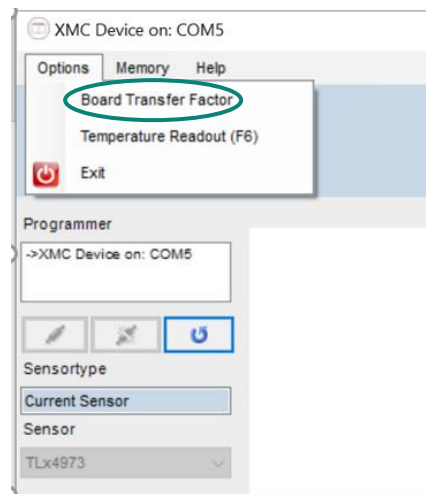 XMC Device on: COM5
Options Memory Help
Board Transfer Factor
Temperature Readout (F6)
Exit
Programmer
->XMC Device on: COM5
Sensortype
Current Sensor
Sensor
TLx4973